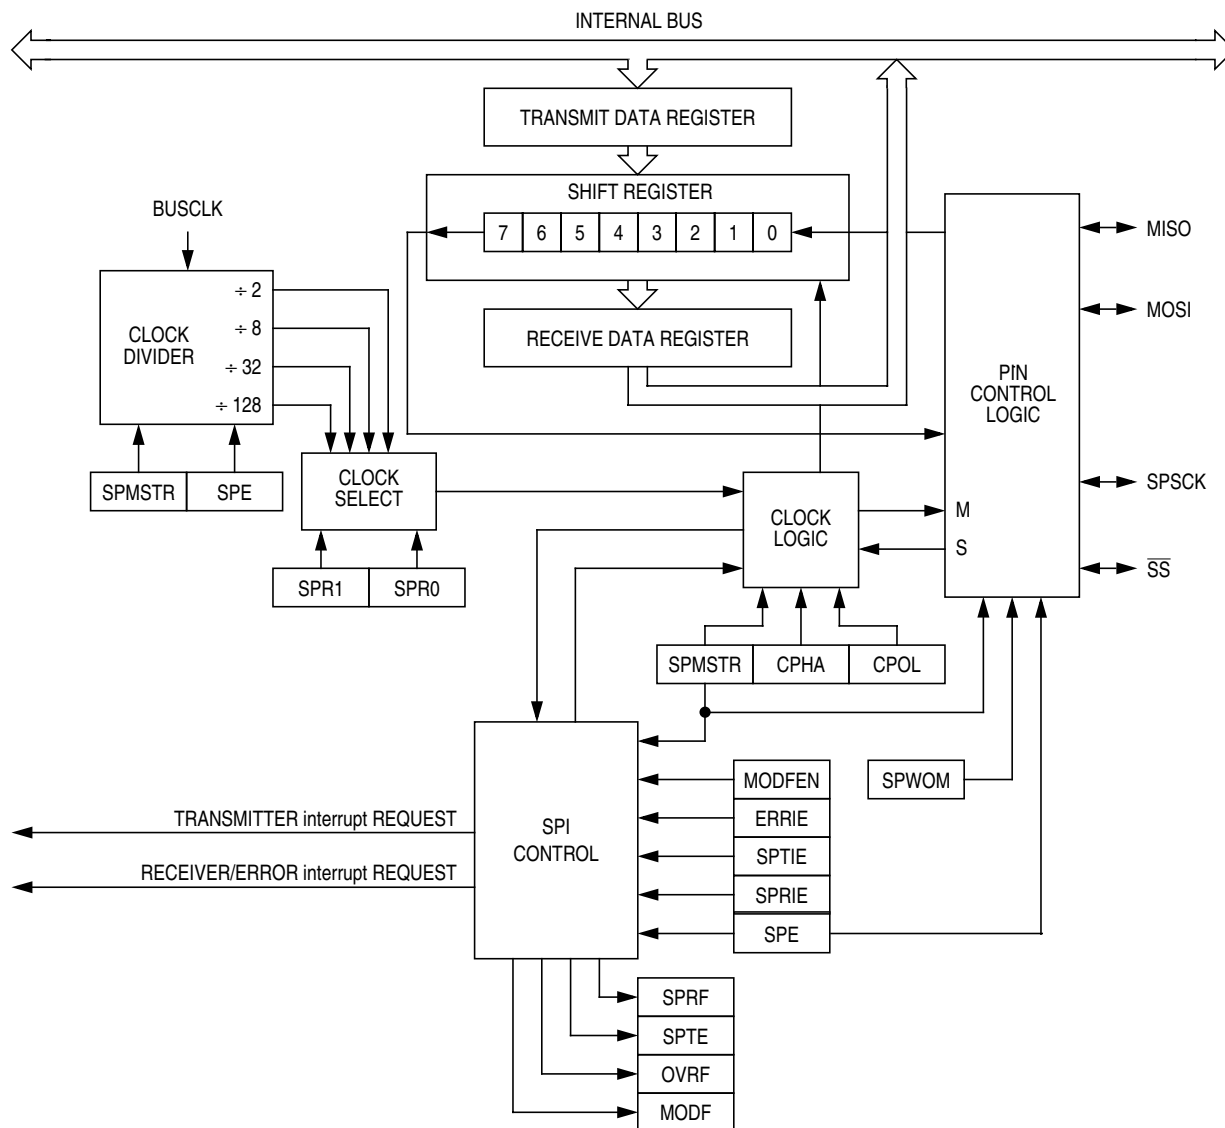 INTERNAL BUS
TRANSMIT DATA REGISTER
SHIFT REGISTER
7 6 5 4 3 2 1 0
RECEIVE DATA REGISTER
BUSCLK
CLOCK
DIVIDER
÷ 2
÷ 8
÷ 32
÷ 128
SPMSTR SPE
CLOCK
SELECT
SPR1 SPR0
CLOCK
LOGIC
SPMSTR CPHA CPOL
PIN
CONTROL
LOGIC
M
S
MISO
MOSI
SPSCK
SS
SPI
CONTROL
TRANSMITTER interrupt REQUEST
RECEIVER/ERROR interrupt REQUEST
MODFEN
ERRIE
SPTIE
SPRIE
SPE
SPWOM
SPRF
SPTE
OVRF
MODF